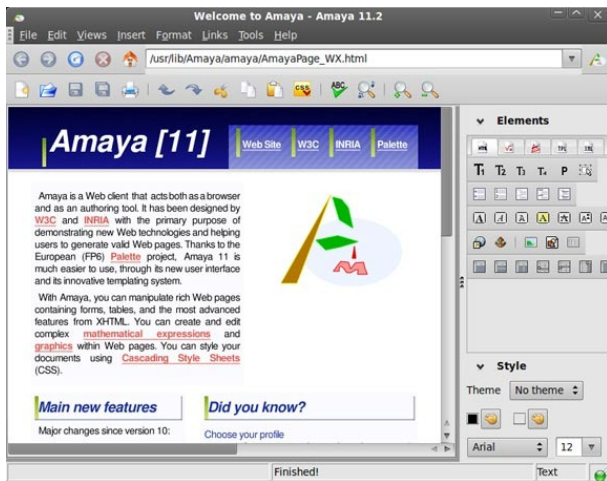 Welcome to Amaya - Amaya 11.2
File Edit Views Insert Format Links Tools Help
/usr/lib/Amaya/amaya/AmayaPage_WX.html
CSS ABC
Elements
Amaya [11]
Web Site W3C INRIA Palette
T1 T2 T3 T4 P
Amaya is a Web client that acts both as a browser
and as an authoring tool. It has been designed by
W3C and INRIA with the primary purpose of
demonstrating new Web technologies and helping
users to generate valid Web pages. Thanks to the
European (FP6) Palette project, Amaya 11 is
much easier to use, through its new user interface
and its innovative templating system.
With Amaya, you can manipulate rich Web pages
containing forms, tables, and the most advanced
features from XHTML. You can create and edit
complex mathematical expressions and
graphics within Web pages. You can style your
documents using Cascading Style Sheets
(CSS).
Main new features
Major changes since version 10:
Did you know?
Choose your profile
Style
Theme No theme
Arial 12
Finished! Text